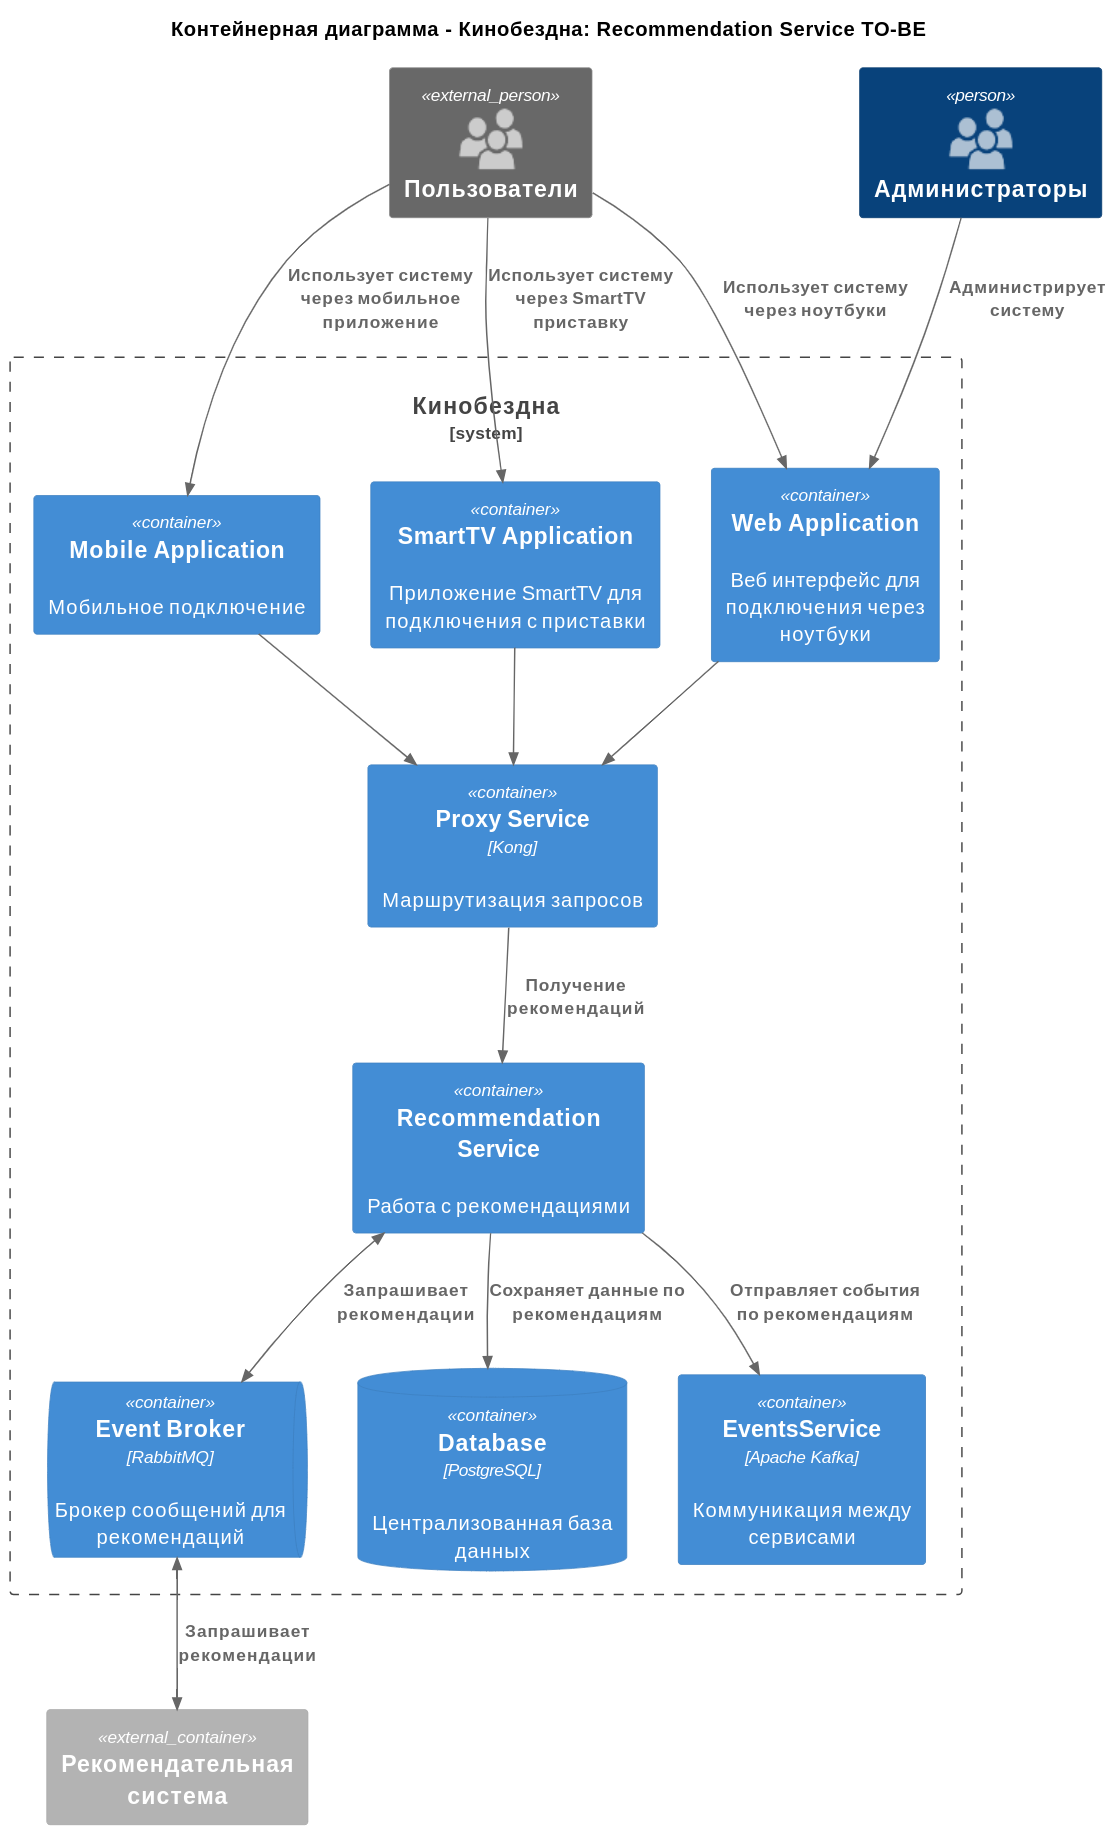 Контейнерная диаграмма - Кинобездна: Recommendation Service TO-BE
«external_person»
Пользователи
«person»
Администраторы
Использует систему
через мобильное
приложение
Использует систему
через SmartTV
приставку
Использует систему
через ноутбуки
Администрирует
систему
Кинобездна
[system]
«container»
Mobile Application
Мобильное подключение
«container»
SmartTV Application
Приложение SmartTV для
подключения с приставки
«container»
Web Application
Веб интерфейс для
подключения через
ноутбуки
«container»
Proxy Service
[Kong]
Маршрутизация запросов
Получение
рекомендаций
«container»
Recommendation
Service
Работа с рекомендациями
Запрашивает
рекомендации
Сохраняет данные по
рекомендациям
Отправляет события
по рекомендациям
«container»
Event Broker
[RabbitMQ]
Брокер сообщений для
рекомендаций
«container»
Database
[PostgreSQL]
Централизованная база
данных
«container»
EventsService
[Apache Kafka]
Коммуникация между
сервисами
Запрашивает
рекомендации
«external_container»
Рекомендательная
система